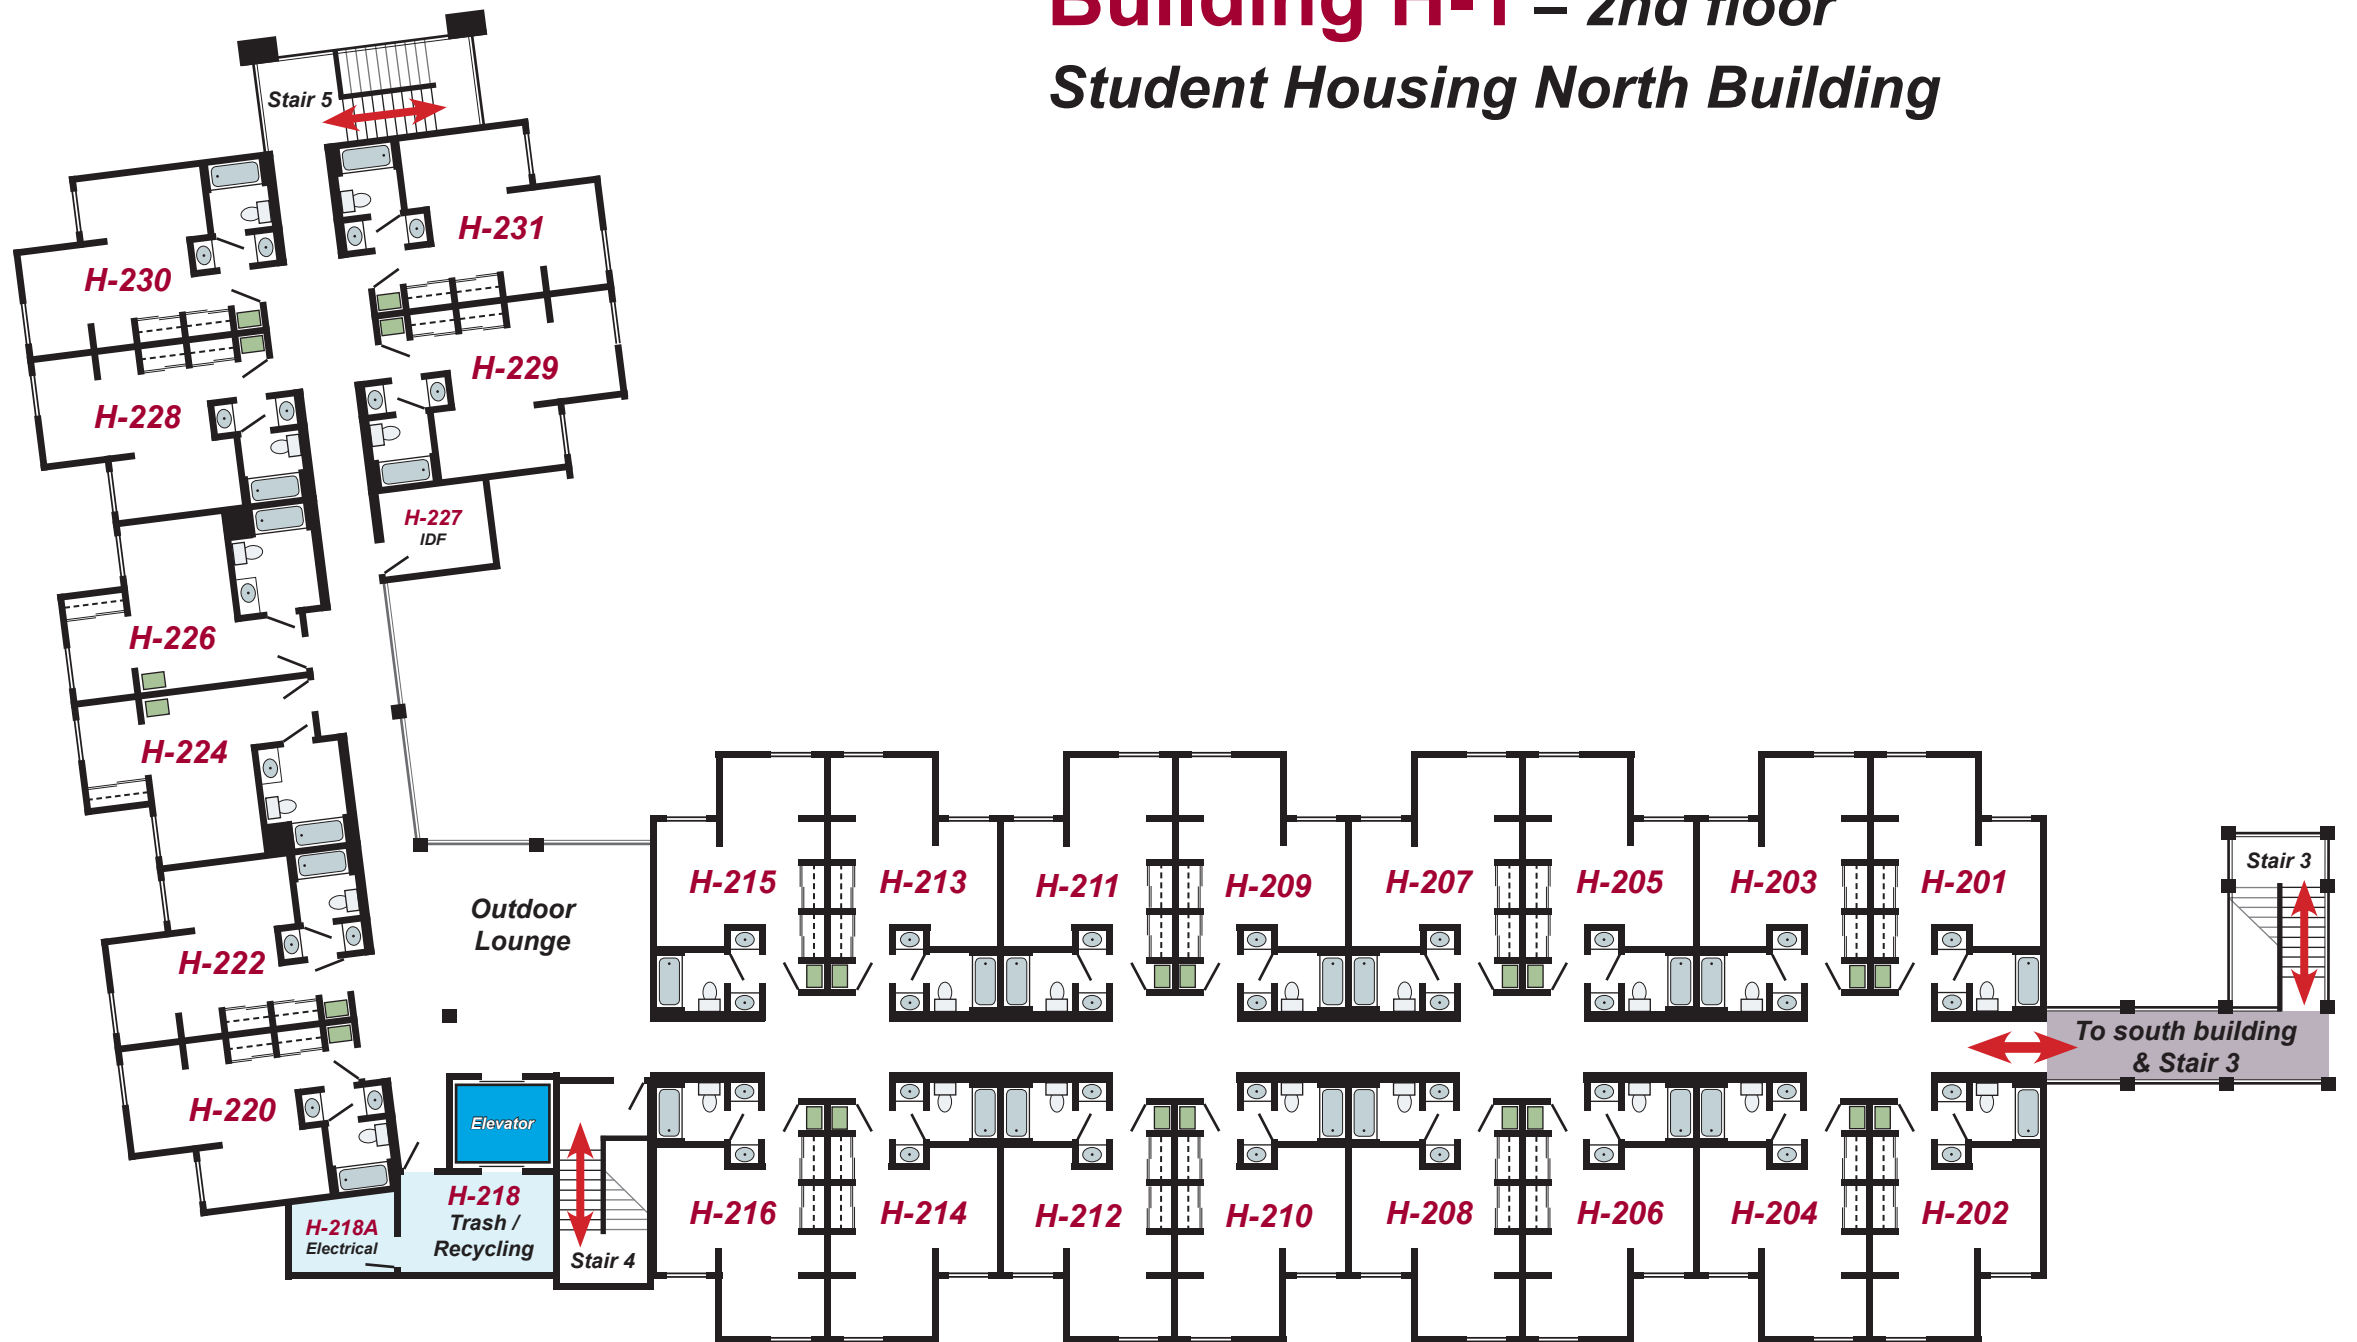 Building H-1 – 2nd floor
Student Housing North Building
Stair 5
H-231
H-230
H-229
H-228
H-227
IDF
H-226
H-224
H-222
H-220
Outdoor
Lounge
H-215
H-213
H-211
H-209
H-207
H-205
H-203
H-201
Stair 3
To south building
& Stair 3
Elevator
H-218
Trash /
Recycling
H-218A
Electrical
Stair 4
H-216
H-214
H-212
H-210
H-208
H-206
H-204
H-202